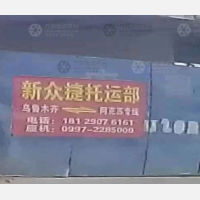 新众捷托运部
乌鲁木齐 阿克苏专线
电话：181 2907 6161
座机：0997-2285009